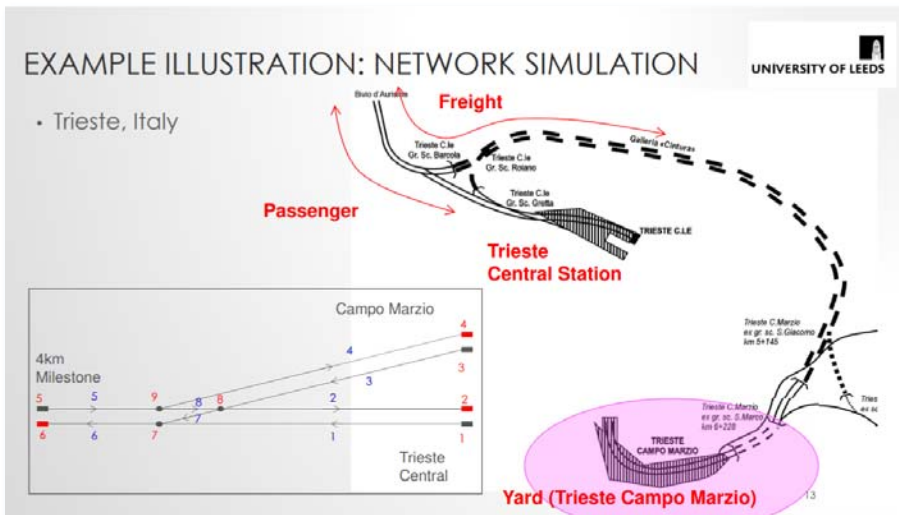 EXAMPLE ILLUSTRATION: NETWORK SIMULATION
UNIVERSITY OF LEEDS
• Trieste, Italy
Bivio d'Aurisina
Freight
Galleria «Cintura»
Trieste C.le
Gr. Sc. Barcola
Trieste C.le
Gr. Sc. Roiano
Trieste C.le
Gr. Sc. Gretta
Passenger
TRIESTE C.LE
Trieste
Central Station
Campo Marzio
4
4km
Milestone
4
3
3
5
5
9
8
8
2
2
6
6
7
7
1
1
Trieste
Central
Trieste C.Marzio
ex gr. sc. S.Giacomo
km 5+145
Tries
ex sc
Trieste C.Marzio
ex gr. sc. S.Marco
km 6+228
TRIESTE
CAMPO MARZIO
Yard (Trieste Campo Marzio)
13